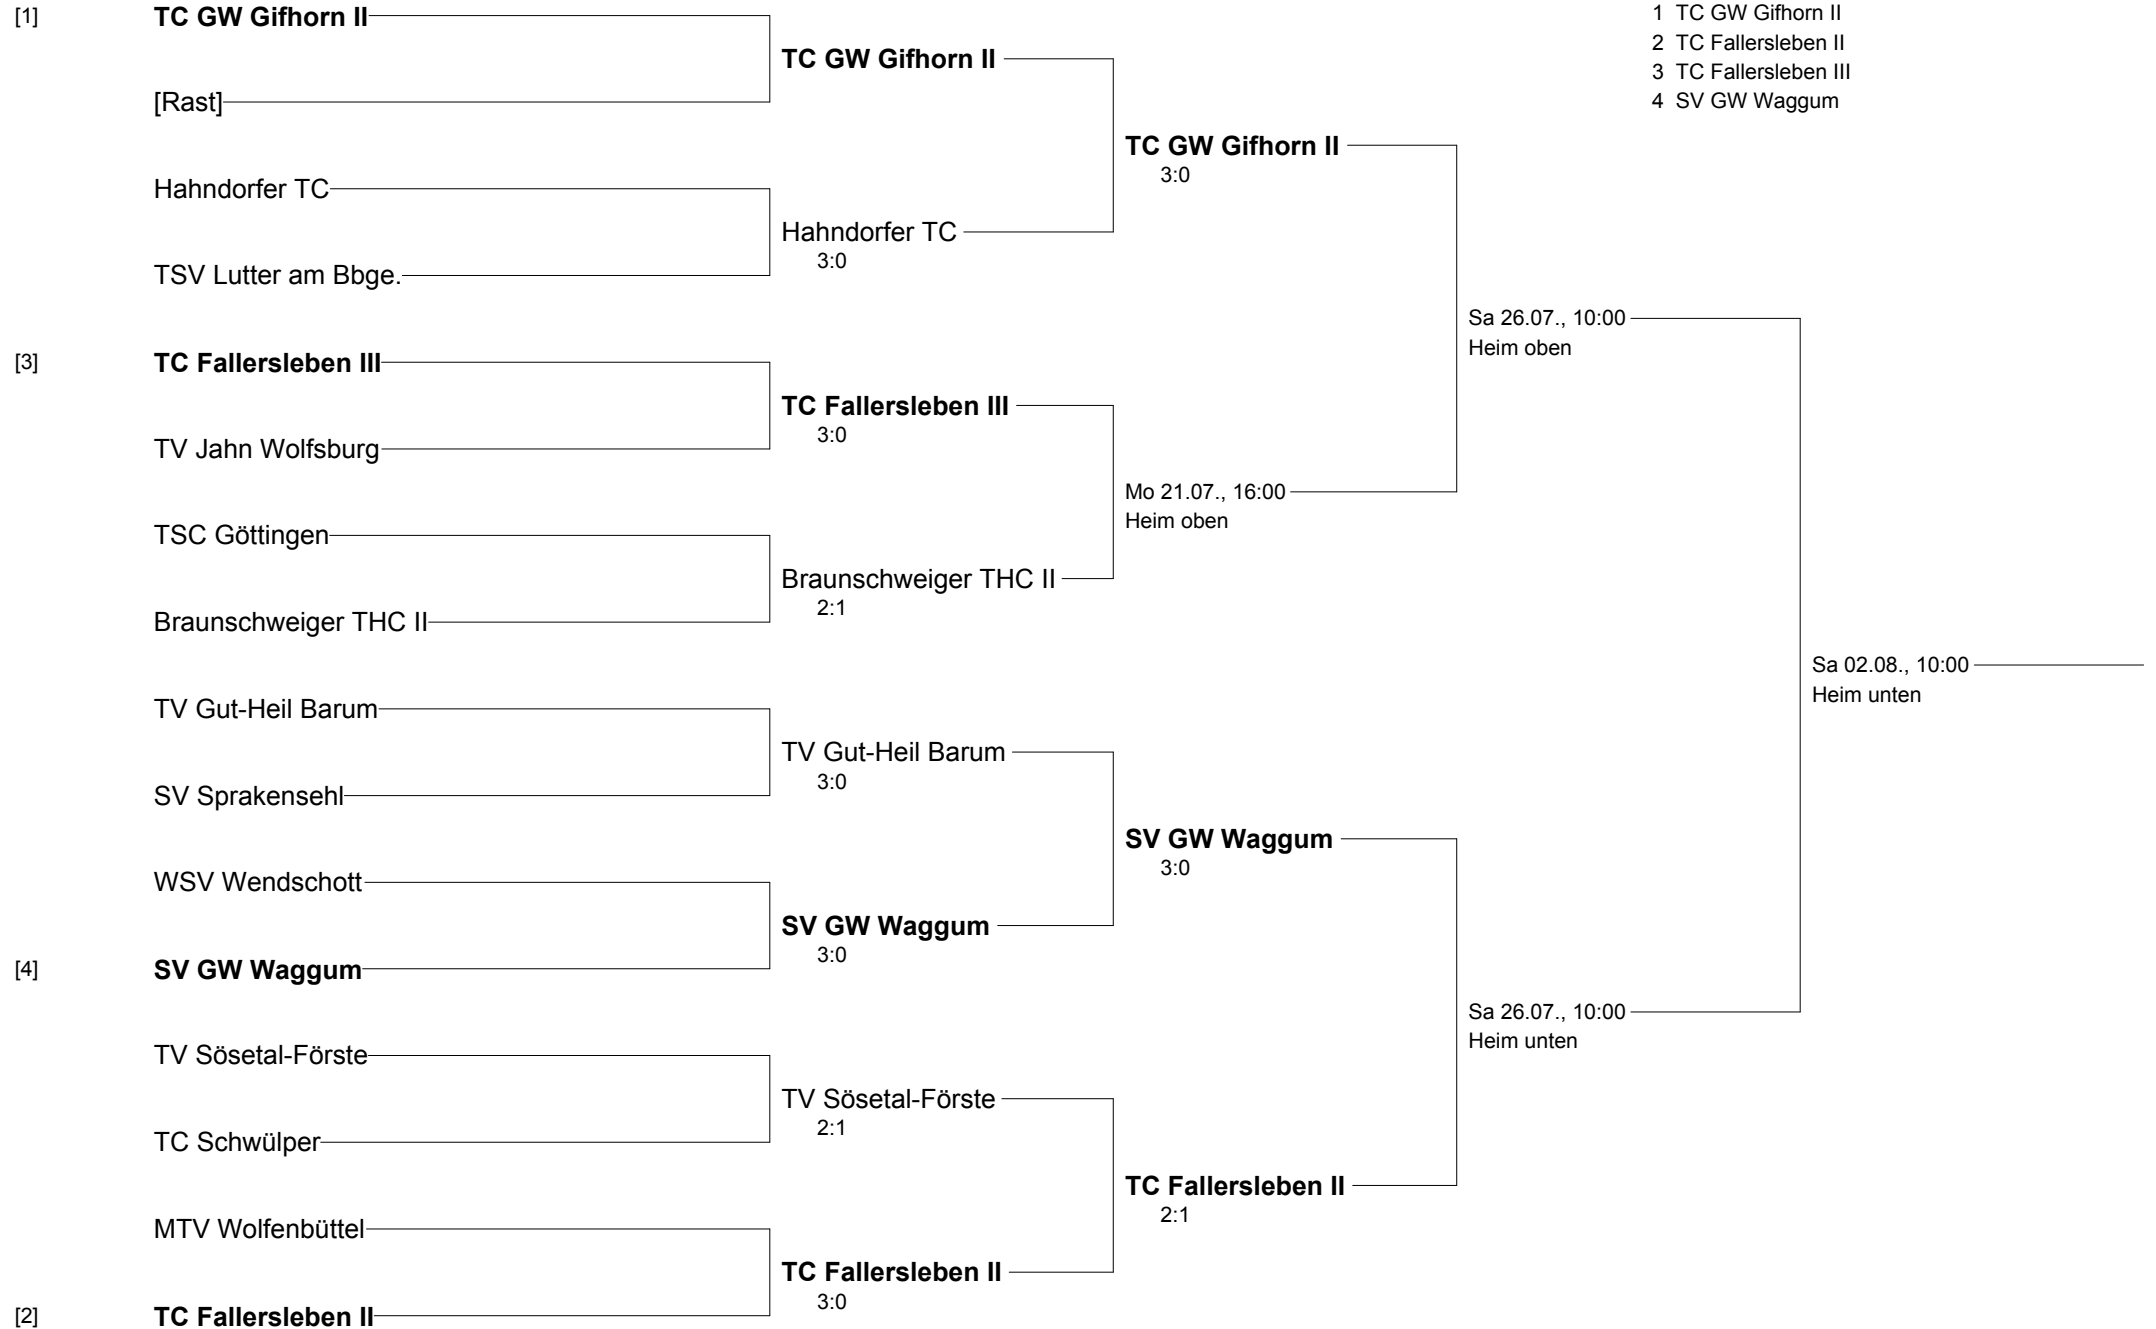 [1]
TC GW Gifhorn II
[Rast]
Hahndorfer TC
TSV Lutter am Bbge.
[3]
TC Fallersleben III
TV Jahn Wolfsburg
TSC Göttingen
Braunschweiger THC II
TV Gut-Heil Barum
SV Sprakensehl
WSV Wendschott
[4]
SV GW Waggum
TV Sösetal-Förste
TC Schwülper
MTV Wolfenbüttel
[2]
TC Fallersleben II
TC GW Gifhorn II
Hahndorfer TC
3:0
TC Fallersleben III
3:0
Braunschweiger THC II
2:1
TV Gut-Heil Barum
3:0
SV GW Waggum
3:0
TV Sösetal-Förste
2:1
TC Fallersleben II
3:0
TC GW Gifhorn II
3:0
Mo 21.07., 16:00
Heim oben
SV GW Waggum
3:0
TC Fallersleben II
2:1
Sa 26.07., 10:00
Heim oben
Sa 26.07., 10:00
Heim unten
Sa 02.08., 10:00
Heim unten
1 TC GW Gifhorn II
2 TC Fallersleben II
3 TC Fallersleben III
4 SV GW Waggum